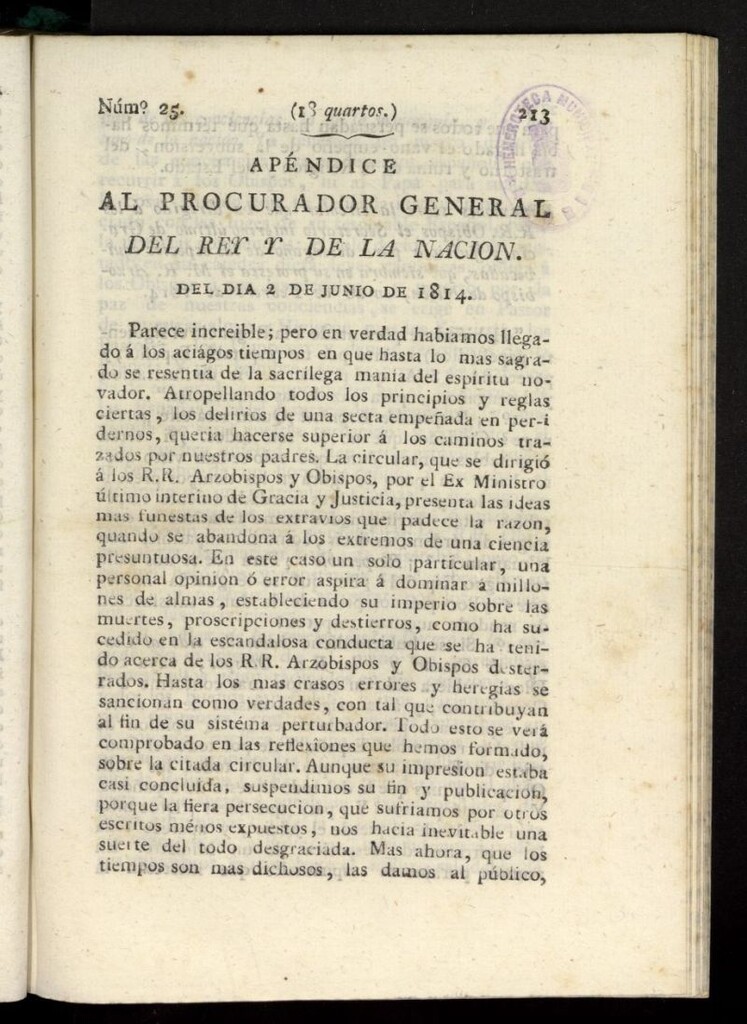 Núm.º 25. (18 quartos.) 213
APÉNDICE
AL PROCURADOR GENERAL
DEL REY Y DE LA NACION.
DEL DIA 2 DE JUNIO DE 1814.
Parece increible; pero en verdad habiamos llega-
do á los aciágos tiempos en que hasta lo mas sagra-
do se resentia de la sacrílega manía del espíritu no-
vador. Atropellando todos los principios y reglas
ciertas, los delirios de una secta empeñada en per-
dernos, queria hacerse superior á los caminos tra-
zados por nuestros padres. La circular, que se dirigió
á los R.R. Arzobispos y Obispos, por el Ex Ministro
último interino de Gracia y Justicia, presenta las ideas
mas funestas de los extravios que padece la razon,
quando se abandona á los extremos de una ciencia
presuntuosa. En este caso un solo particular, una
personal opinion ó error aspira á dominar á millo-
nes de almas, estableciendo su imperio sobre las
muertes, proscripciones y destierros, como ha su-
cedido en la escandalosa conducta que se ha teni-
do acerca de los R.R. Arzobispos y Obispos dester-
rados. Hasta los mas crasos errores y heregías se
sancionan como verdades, con tal que contribuyan
al fin de su sistéma perturbador. Todo esto se verá
comprobado en las reflexîones que hemos formado,
sobre la citada circular. Aunque su impresion estaba
casi concluida, suspendimos su fin y publicacion,
porque la fiera persecucion, que sufriamos por otros
escritos ménos expuestos, nos hacia inevitable una
suerte del todo desgraciada. Mas ahora, que los
tiempos son mas dichosos, las damos al público,
HEMEROTECA